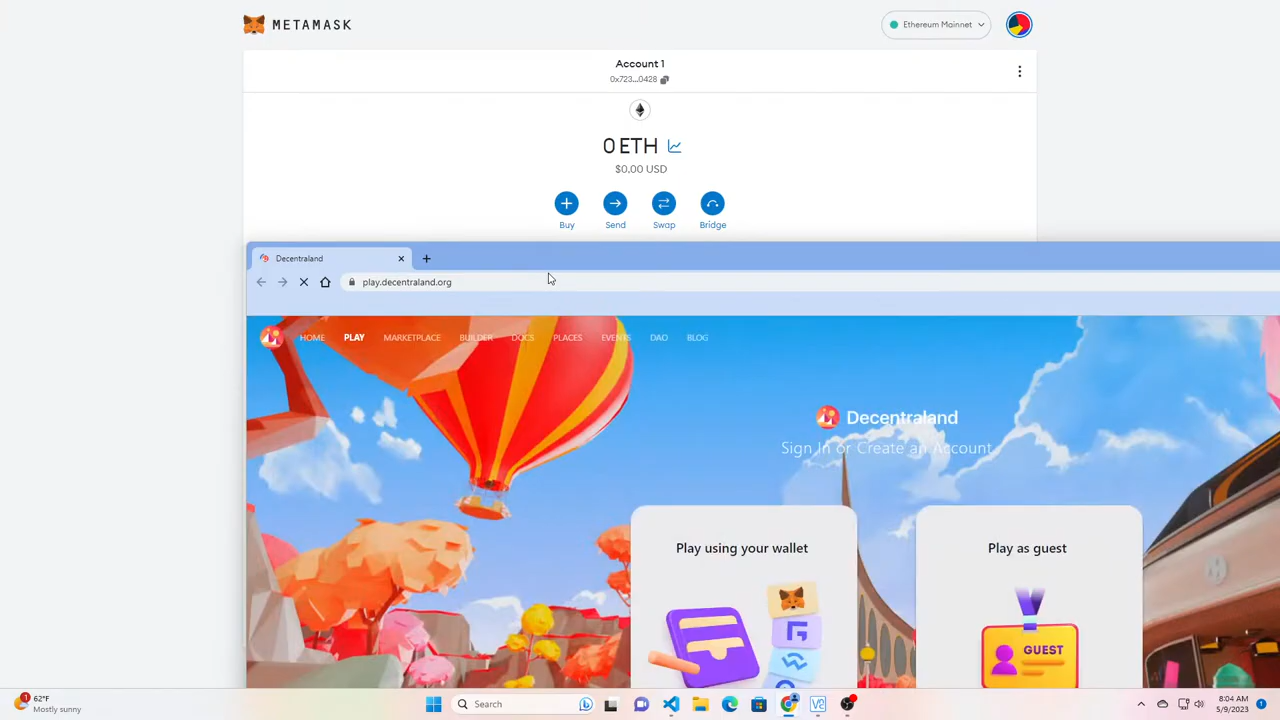 METAMASK
Ethereum Mainnet
Account 1
0x723...0428
0 ETH
$0.00 USD
Buy Send Swap Bridge
Decentraland
play.decentraland.org
HOME PLAY MARKETPLACE BUILDER DOCS PLACES EVENTS DAO BLOG
Decentraland
Sign In or Create an Account
Play using your wallet
Play as guest
GUEST
1
62°F
Mostly sunny
Search
8:04 AM
5/9/2023
1